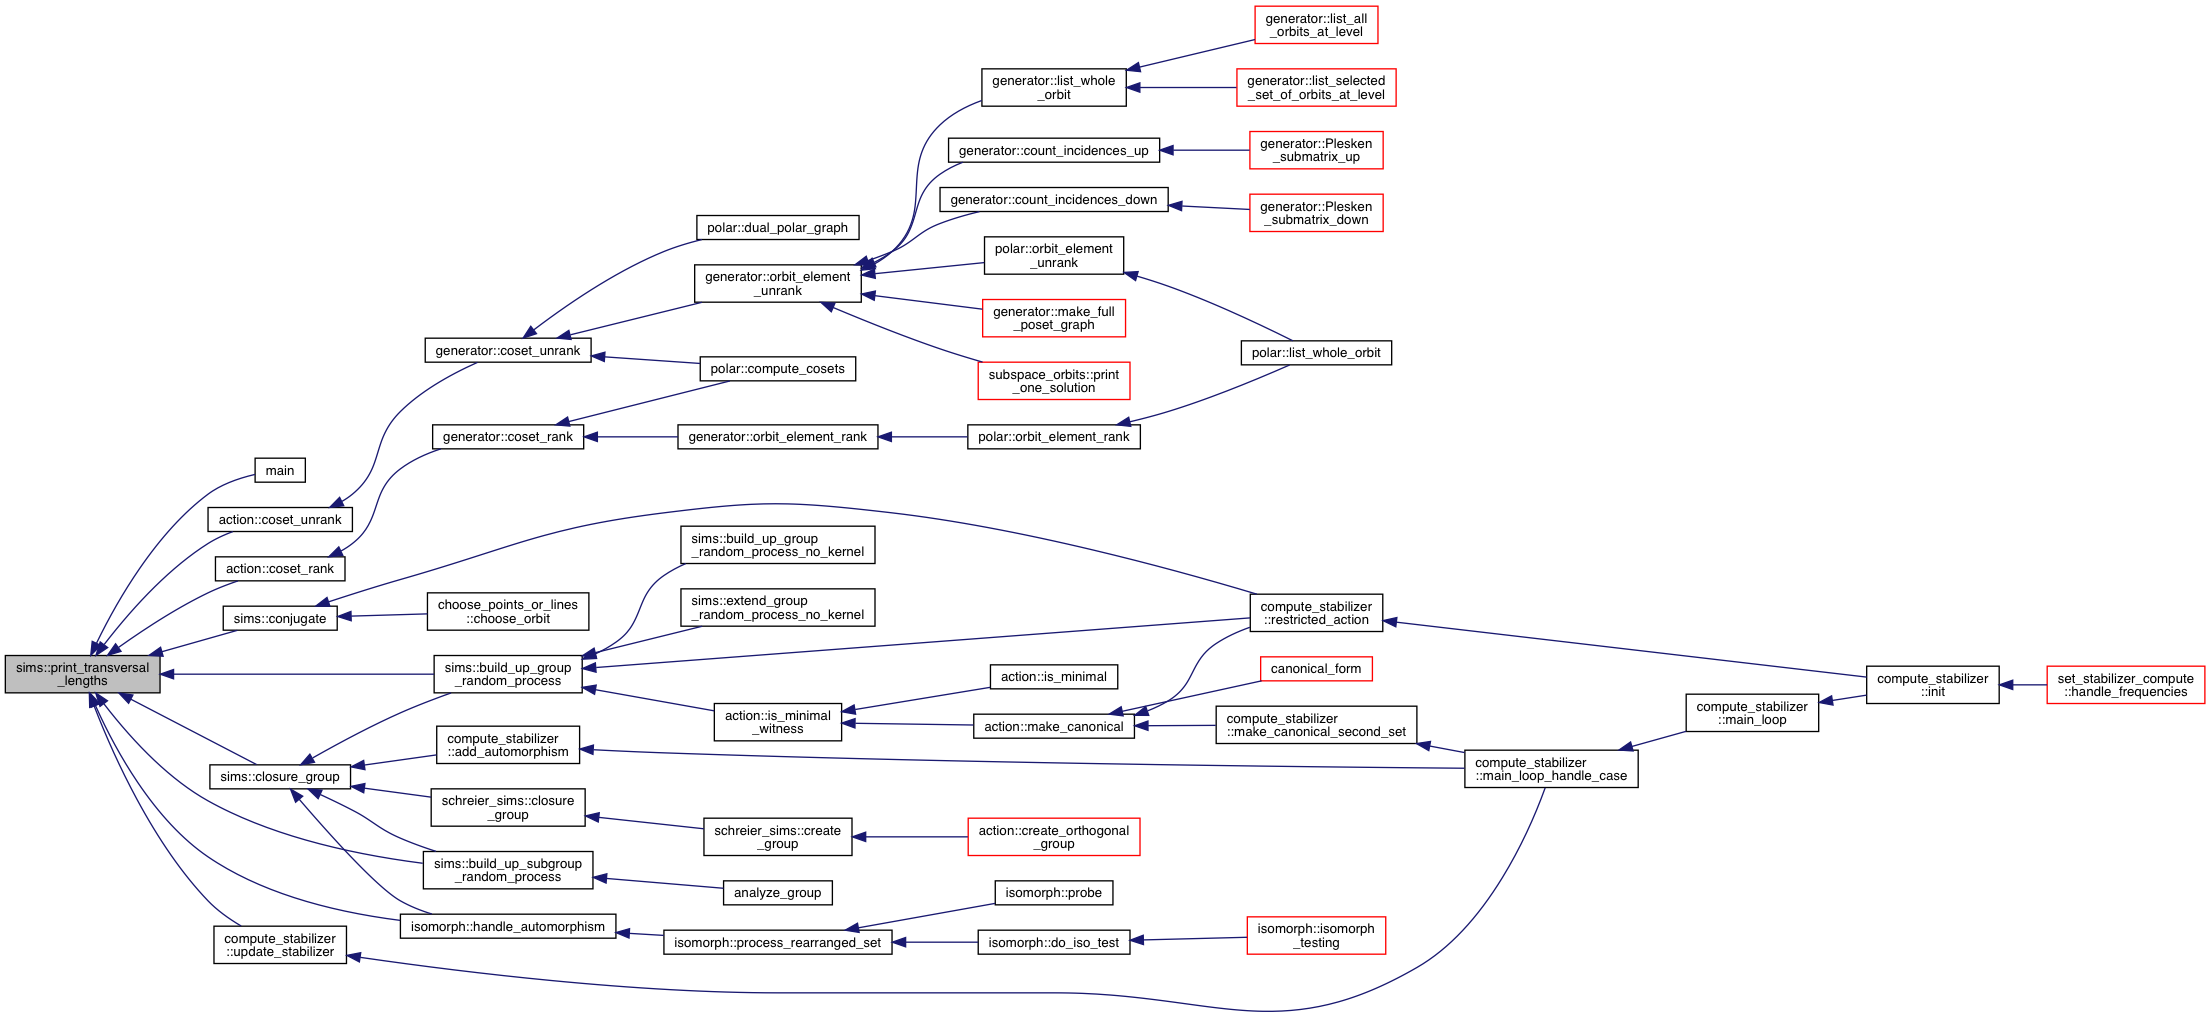 generator::list_all
_orbits_at_level
generator::list_whole
_orbit
generator::list_selected
_set_of_orbits_at_level
generator::count_incidences_up
generator::Plesken
_submatrix_up
generator::count_incidences_down
generator::Plesken
_submatrix_down
polar::dual_polar_graph
polar::orbit_element
_unrank
generator::orbit_element
_unrank
generator::make_full
_poset_graph
generator::coset_unrank
polar::list_whole_orbit
polar::compute_cosets
subspace_orbits::print
_one_solution
generator::coset_rank
generator::orbit_element_rank
polar::orbit_element_rank
main
action::coset_unrank
sims::build_up_group
_random_process_no_kernel
action::coset_rank
choose_points_or_lines
::choose_orbit
sims::extend_group
_random_process_no_kernel
compute_stabilizer
::restricted_action
sims::conjugate
sims::print_transversal
_lengths
sims::build_up_group
_random_process
action::is_minimal
canonical_form
compute_stabilizer
::init
set_stabilizer_compute
::handle_frequencies
action::is_minimal
_witness
action::make_canonical
compute_stabilizer
::make_canonical_second_set
compute_stabilizer
::main_loop
compute_stabilizer
::add_automorphism
compute_stabilizer
::main_loop_handle_case
sims::closure_group
schreier_sims::closure
_group
schreier_sims::create
_group
action::create_orthogonal
_group
sims::build_up_subgroup
_random_process
analyze_group
isomorph::probe
isomorph::handle_automorphism
isomorph::process_rearranged_set
isomorph::do_iso_test
isomorph::isomorph
_testing
compute_stabilizer
::update_stabilizer